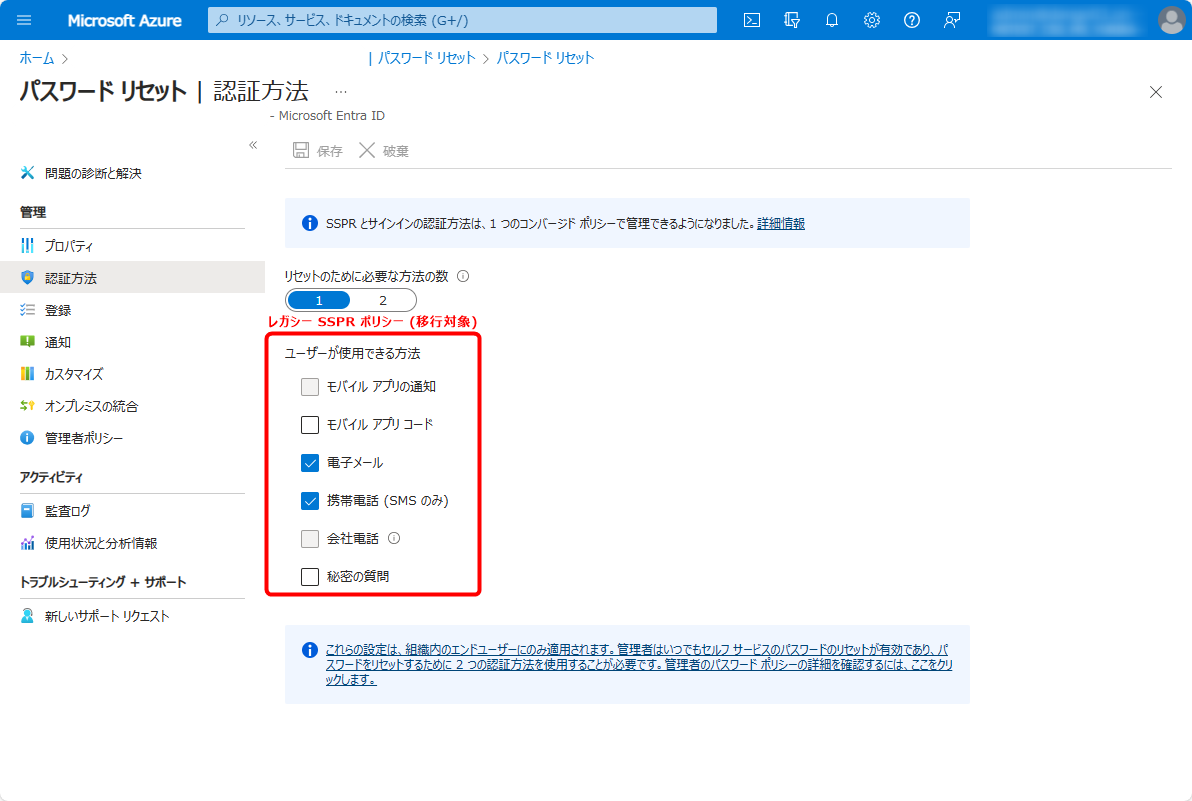 Microsoft Azure
リソース、サービス、ドキュメントの検索 (G+/)
ホーム >
| パスワード リセット > パスワード リセット
パスワード リセット | 認証方法 ...
- Microsoft Entra ID
«
保存 破棄
問題の診断と解決
管理
プロパティ
認証方法
登録
通知
カスタマイズ
オンプレミスの統合
管理者ポリシー
アクティビティ
監査ログ
使用状況と分析情報
トラブルシューティング + サポート
新しいサポート リクエスト
SSPR とサインインの認証方法は、1 つのコンバージド ポリシーで管理できるようになりました。詳細情報
リセットのために必要な方法の数
1 2
レガシー SSPR ポリシー (移行対象)
ユーザーが使用できる方法
モバイル アプリの通知
モバイル アプリ コード
電子メール
携帯電話 (SMS のみ)
会社電話
秘密の質問
これらの設定は、組織内のエンドユーザーにのみ適用されます。管理者はいつでもセルフ サービスのパスワードのリセットが有効であり、パ
スワードをリセットするために 2 つの認証方法を使用することが必要です。管理者のパスワード ポリシーの詳細を確認するには、ここをクリ
ックします。